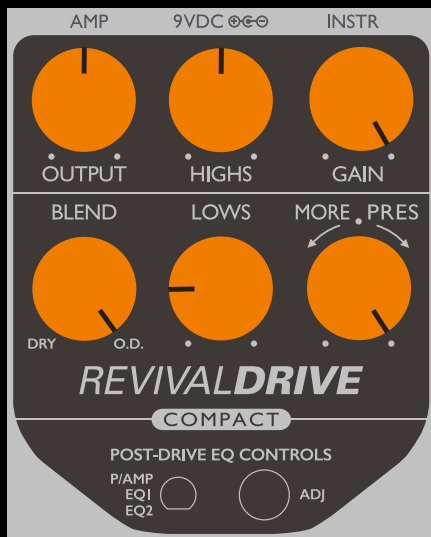 AMP 9VDC INSTR
OUTPUT HIGHS GAIN
BLEND LOWS MORE PRES
DRY O.D.
REVIVALDRIVE
COMPACT
POST-DRIVE EQ CONTROLS
P/AMP
EQ1 ADJ
EQ2